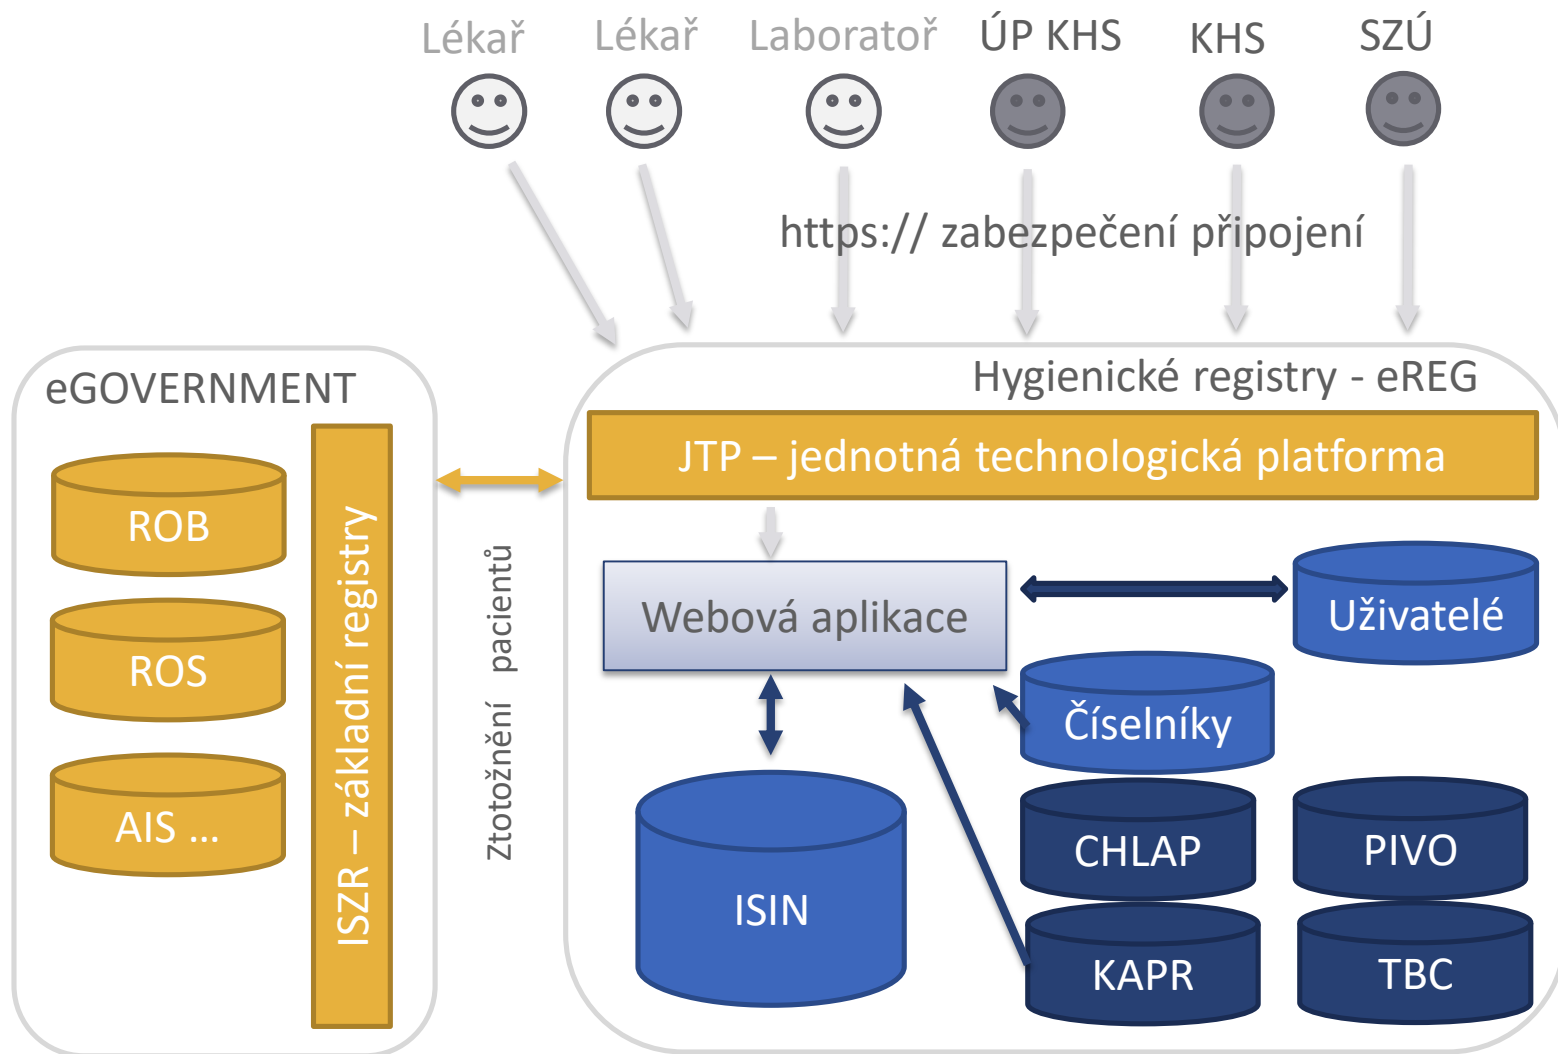 Lékař
Lékař
Laboratoř
ÚP KHS
KHS
SZÚ
https:// zabezpečení připojení
eGOVERNMENT
ROB
ROS
AIS ...
ISZR – základní registry
Ztotožnění pacientů
Hygienické registry - eREG
JTP – jednotná technologická platforma
Webová aplikace
Uživatelé
Číselníky
ISIN
CHLAP
PIVO
KAPR
TBC